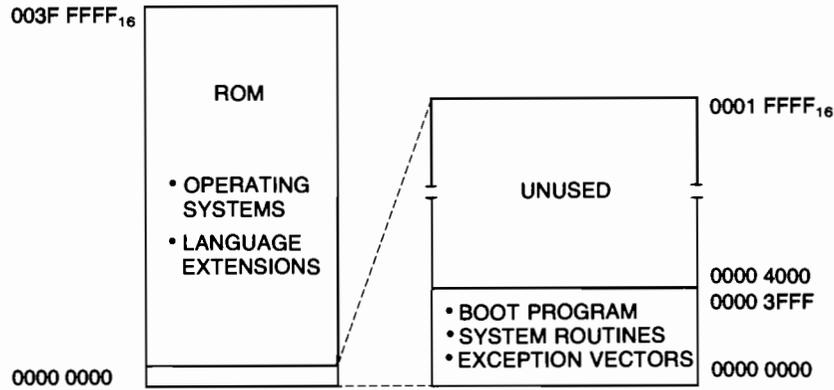 003F FFFF₁₆
ROM
• OPERATING
SYSTEMS
• LANGUAGE
EXTENSIONS
0000 0000
0001 FFFF₁₆
UNUSED
0000 4000
0000 3FFF
• BOOT PROGRAM
• SYSTEM ROUTINES
• EXCEPTION VECTORS
0000 0000